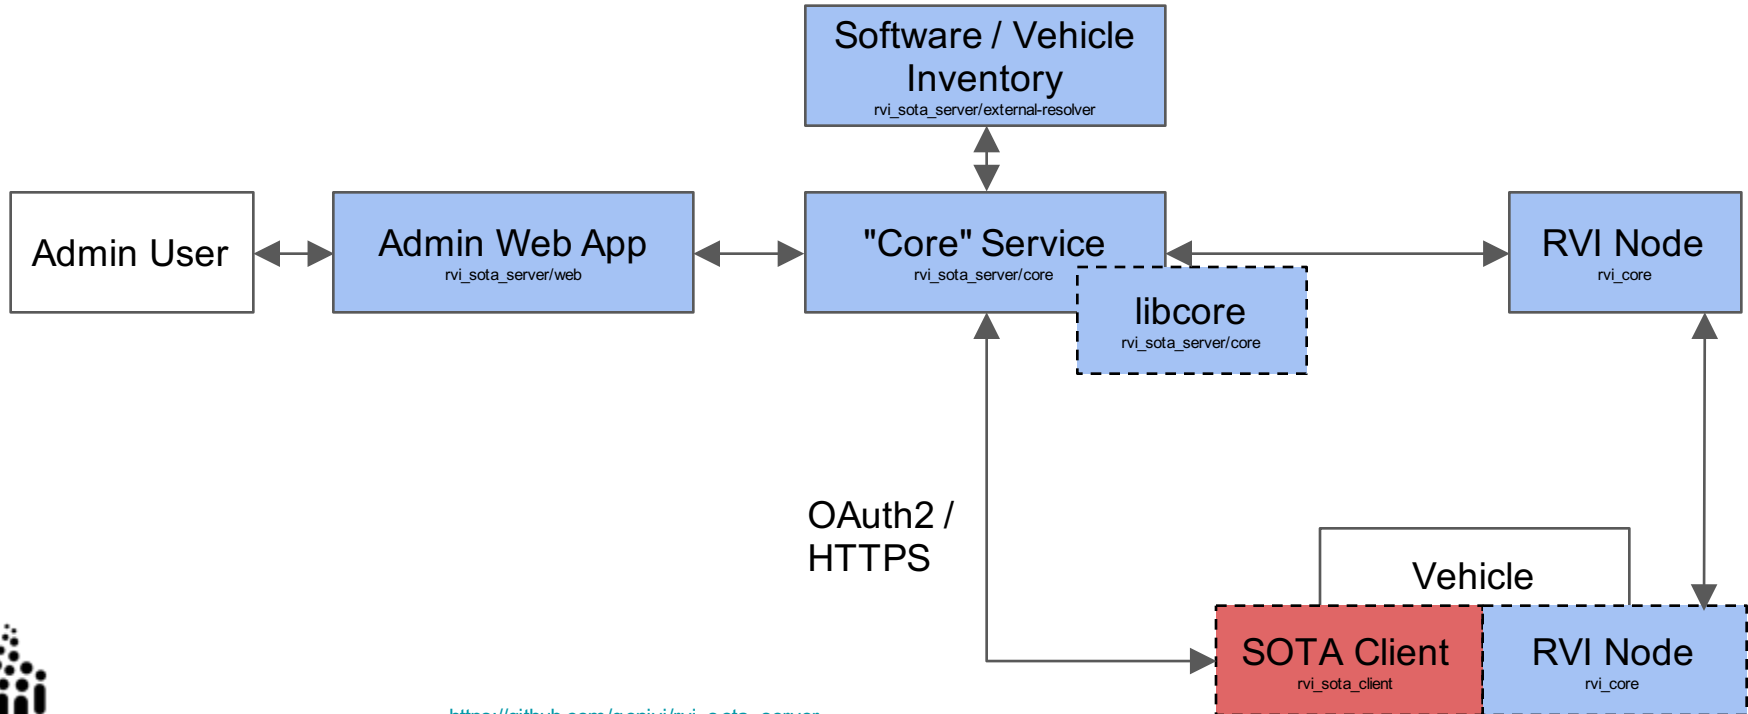 Software / Vehicle
Inventory
rvi_sota_server/external-resolver
Admin User
Admin Web App
rvi_sota_server/web
"Core" Service
rvi_sota_server/core
RVI Node
rvi_core
libcore
rvi_sota_server/core
OAuth2 /
HTTPS
Vehicle
SOTA Client
rvi_sota_client
RVI Node
rvi_core